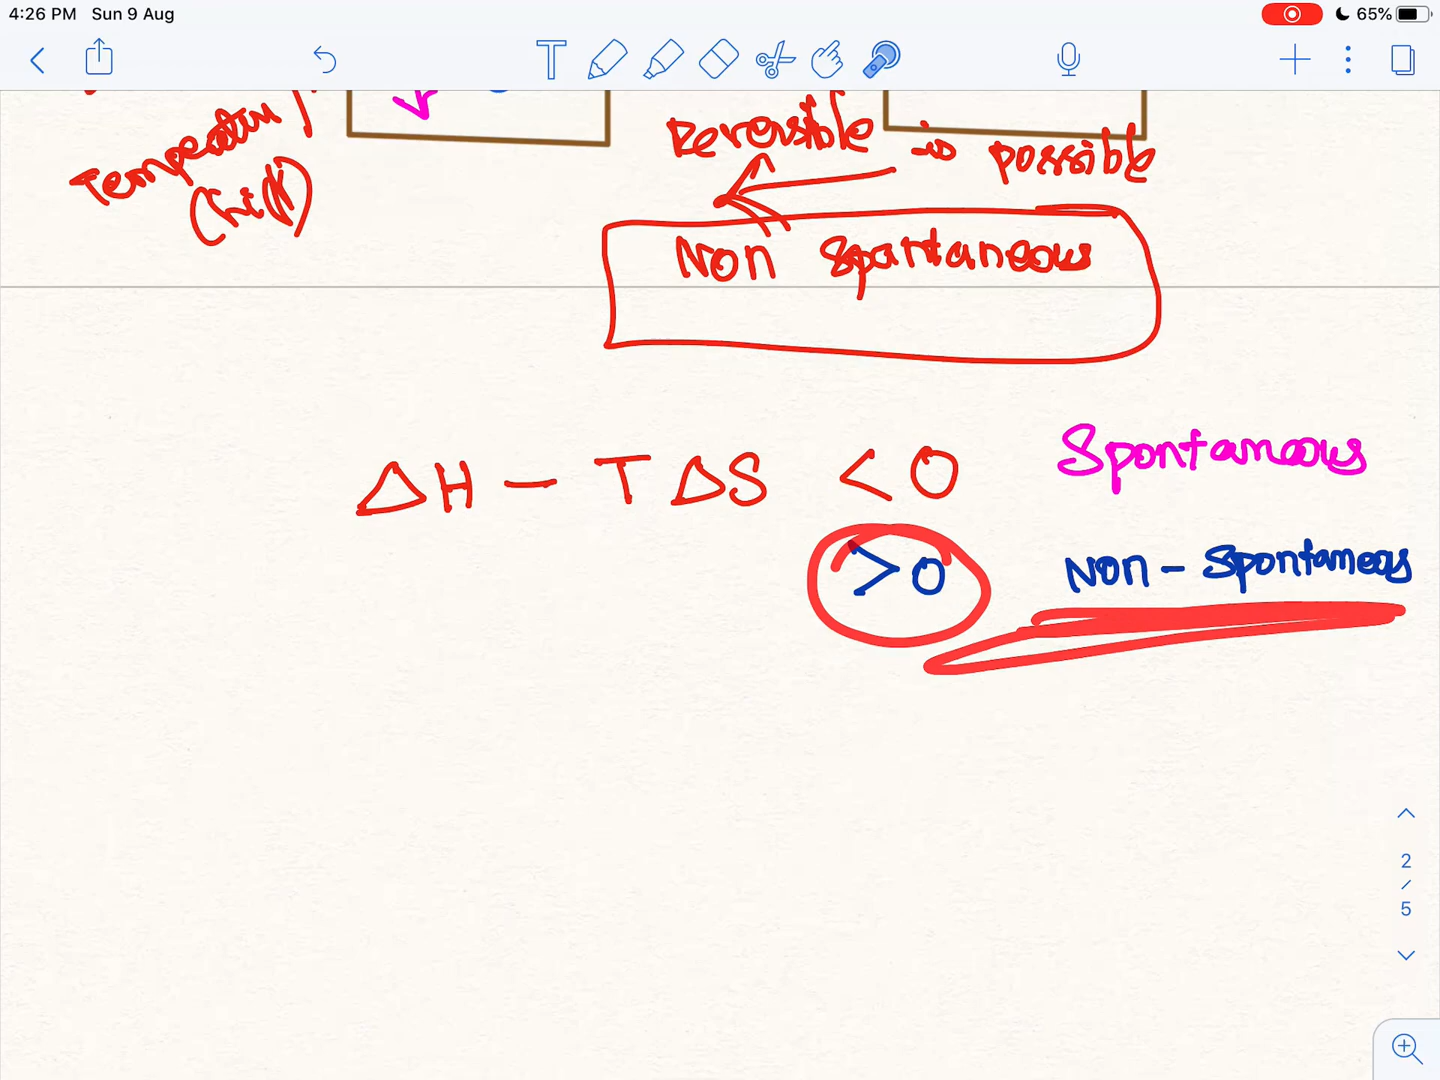 4:26 PM Sun 9 Aug
65%
T
Reversible is possible
Temperature
(high)
Non Spontaneous
ΔH - TΔS < 0 Spontaneous
> 0 Non - Spontaneous
2
/
5